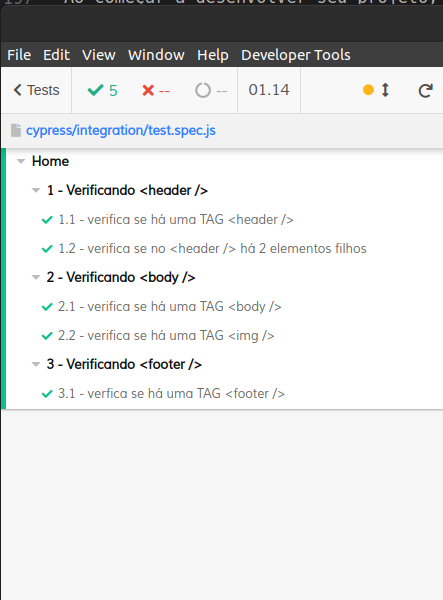 Ao começar a desenvolver seu projeto,
File Edit View Window Help Developer Tools
Tests 5 -- -- 01.14
cypress/integration/test.spec.js
Home
1 - Verificando <header />
1.1 - verifica se há uma TAG <header />
1.2 - verifica se no <header /> há 2 elementos filhos
2 - Verificando <body />
2.1 - verifica se há uma TAG <body />
2.2 - verifica se há uma TAG <img />
3 - Verificando <footer />
3.1 - verfica se há uma TAG <footer />